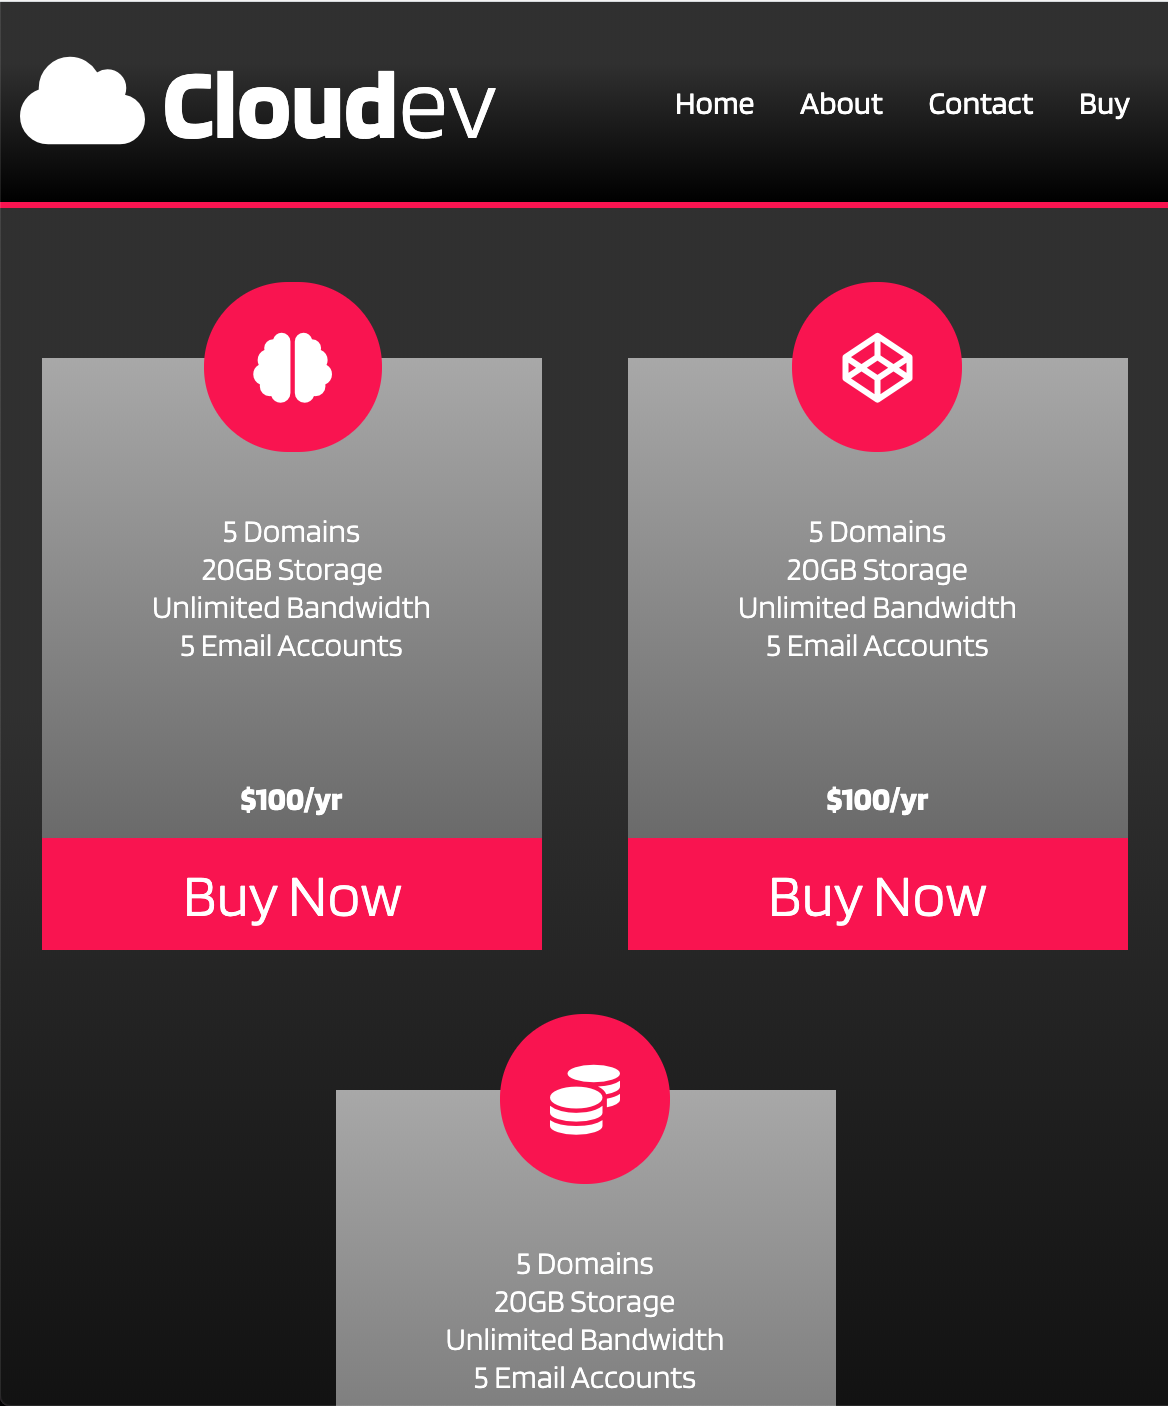 Cloudev
Home About Contact Buy
5 Domains
20GB Storage
Unlimited Bandwidth
5 Email Accounts
$100/yr
Buy Now
5 Domains
20GB Storage
Unlimited Bandwidth
5 Email Accounts
$100/yr
Buy Now
5 Domains
20GB Storage
Unlimited Bandwidth
5 Email Accounts